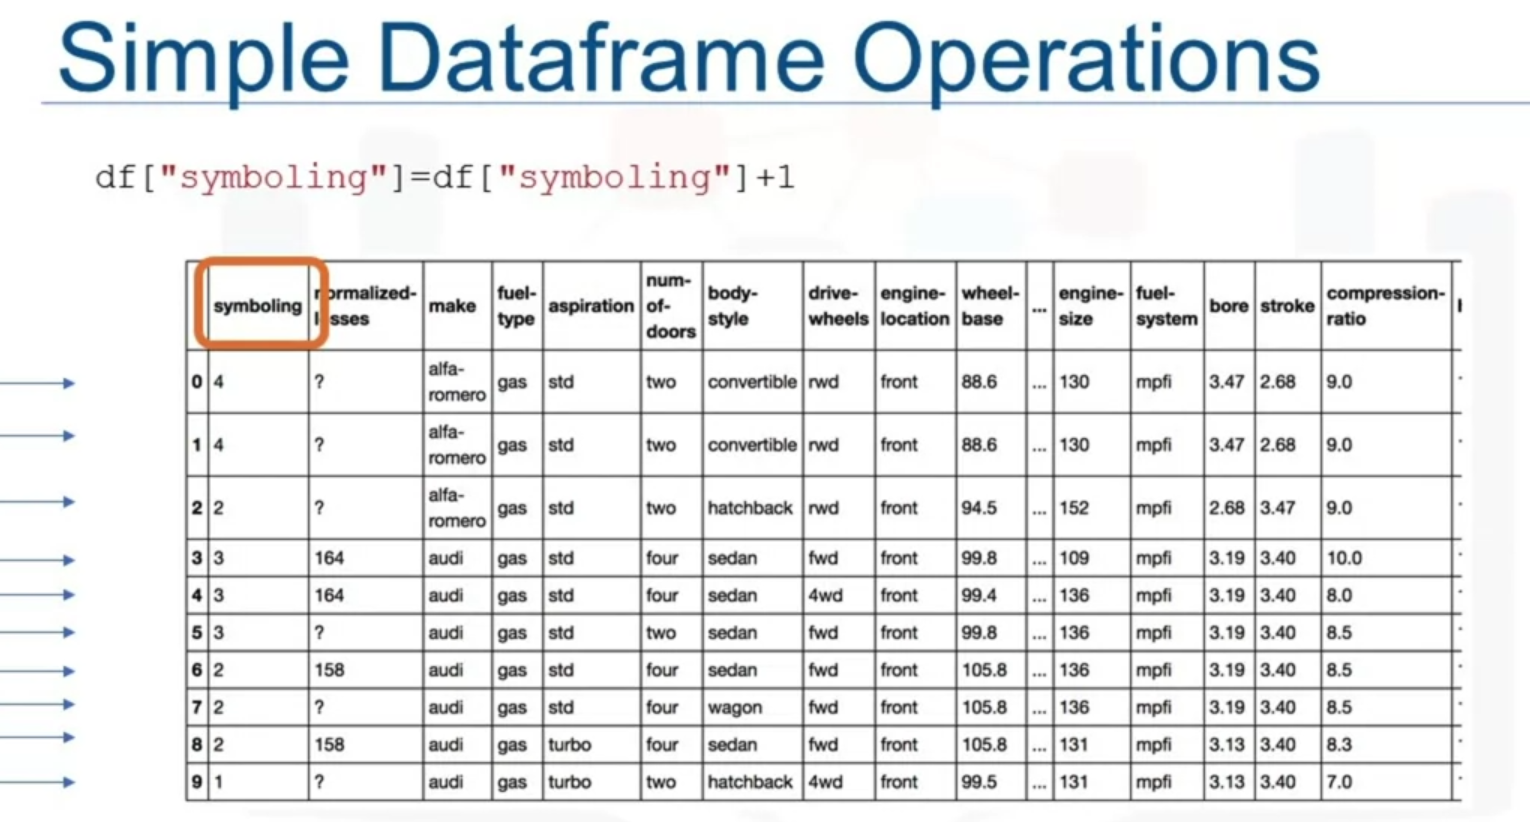 Simple Dataframe Operations
df["symboling"]=df["symboling"]+1
symboling normalized-losses make fuel-type aspiration num-of-doors body-style drive-wheels engine-location wheel-base ... engine-size fuel-system bore stroke compression-ratio
0 4 ? alfa-romero gas std two convertible rwd front 88.6 ... 130 mpfi 3.47 2.68 9.0
1 4 ? alfa-romero gas std two convertible rwd front 88.6 ... 130 mpfi 3.47 2.68 9.0
2 2 ? alfa-romero gas std two hatchback rwd front 94.5 ... 152 mpfi 2.68 3.47 9.0
3 3 164 audi gas std four sedan fwd front 99.8 ... 109 mpfi 3.19 3.40 10.0
4 3 164 audi gas std four sedan 4wd front 99.4 ... 136 mpfi 3.19 3.40 8.0
5 3 ? audi gas std two sedan fwd front 99.8 ... 136 mpfi 3.19 3.40 8.5
6 2 158 audi gas std four sedan fwd front 105.8 ... 136 mpfi 3.19 3.40 8.5
7 2 ? audi gas std four wagon fwd front 105.8 ... 136 mpfi 3.19 3.40 8.5
8 2 158 audi gas turbo four sedan fwd front 105.8 ... 131 mpfi 3.13 3.40 8.3
9 1 ? audi gas turbo two hatchback 4wd front 99.5 ... 131 mpfi 3.13 3.40 7.0